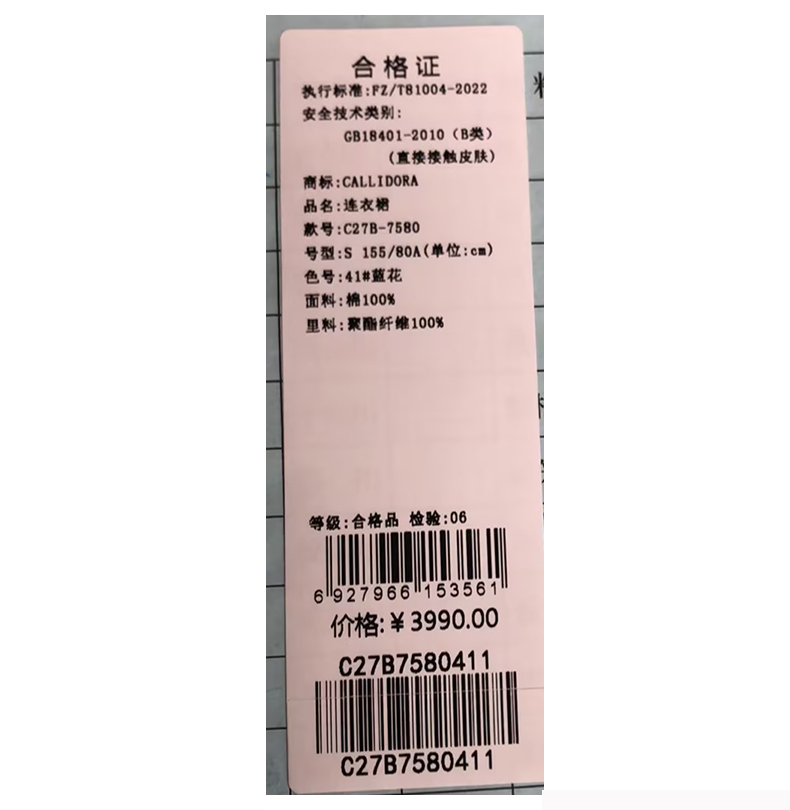 合格证
执行标准:FZ/T81004-2022
安全技术类别:
GB18401-2010(B类)
(直接接触皮肤)
商标:CALLIDORA
品名:连衣裙
款号:C27B-7580
号型:S 155/80A(单位:cm)
色号:41#蓝花
面料:棉100%
里料:聚酯纤维100%
等级:合格品 检验:06
6 927966 153561
价格:¥3990.00
C27B7580411
C27B7580411